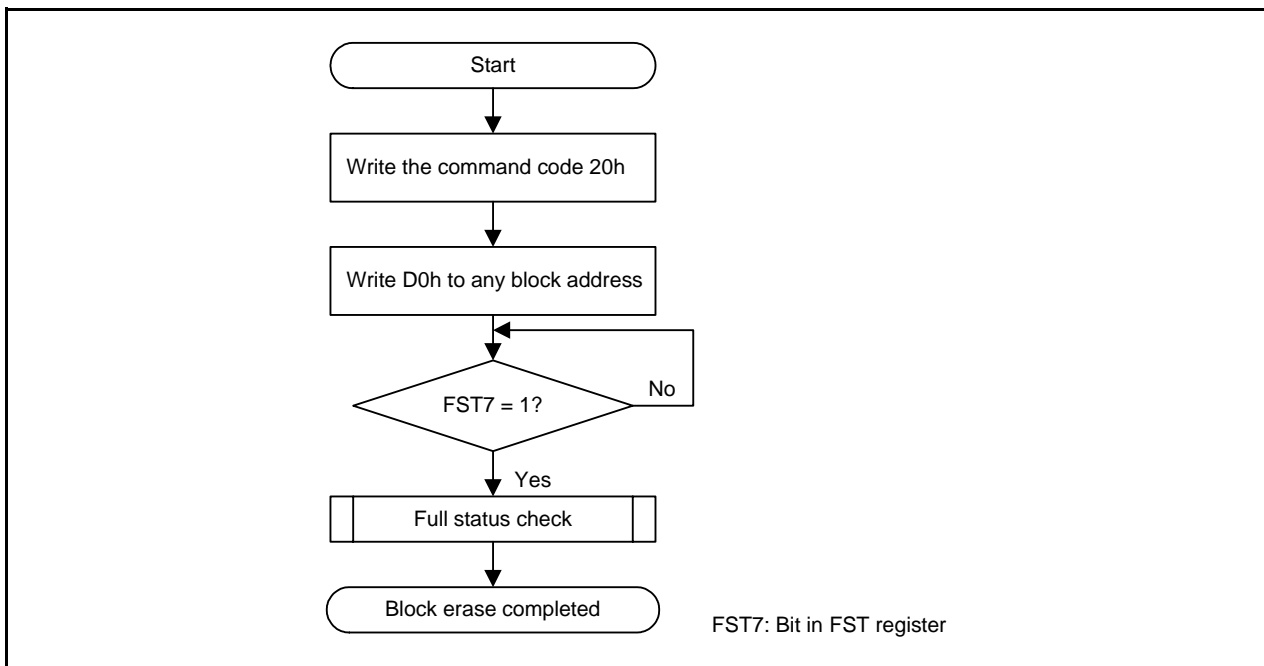 Start
Write the command code 20h
Write D0h to any block address
FST7 = 1?
No
Yes
Full status check
Block erase completed
FST7: Bit in FST register